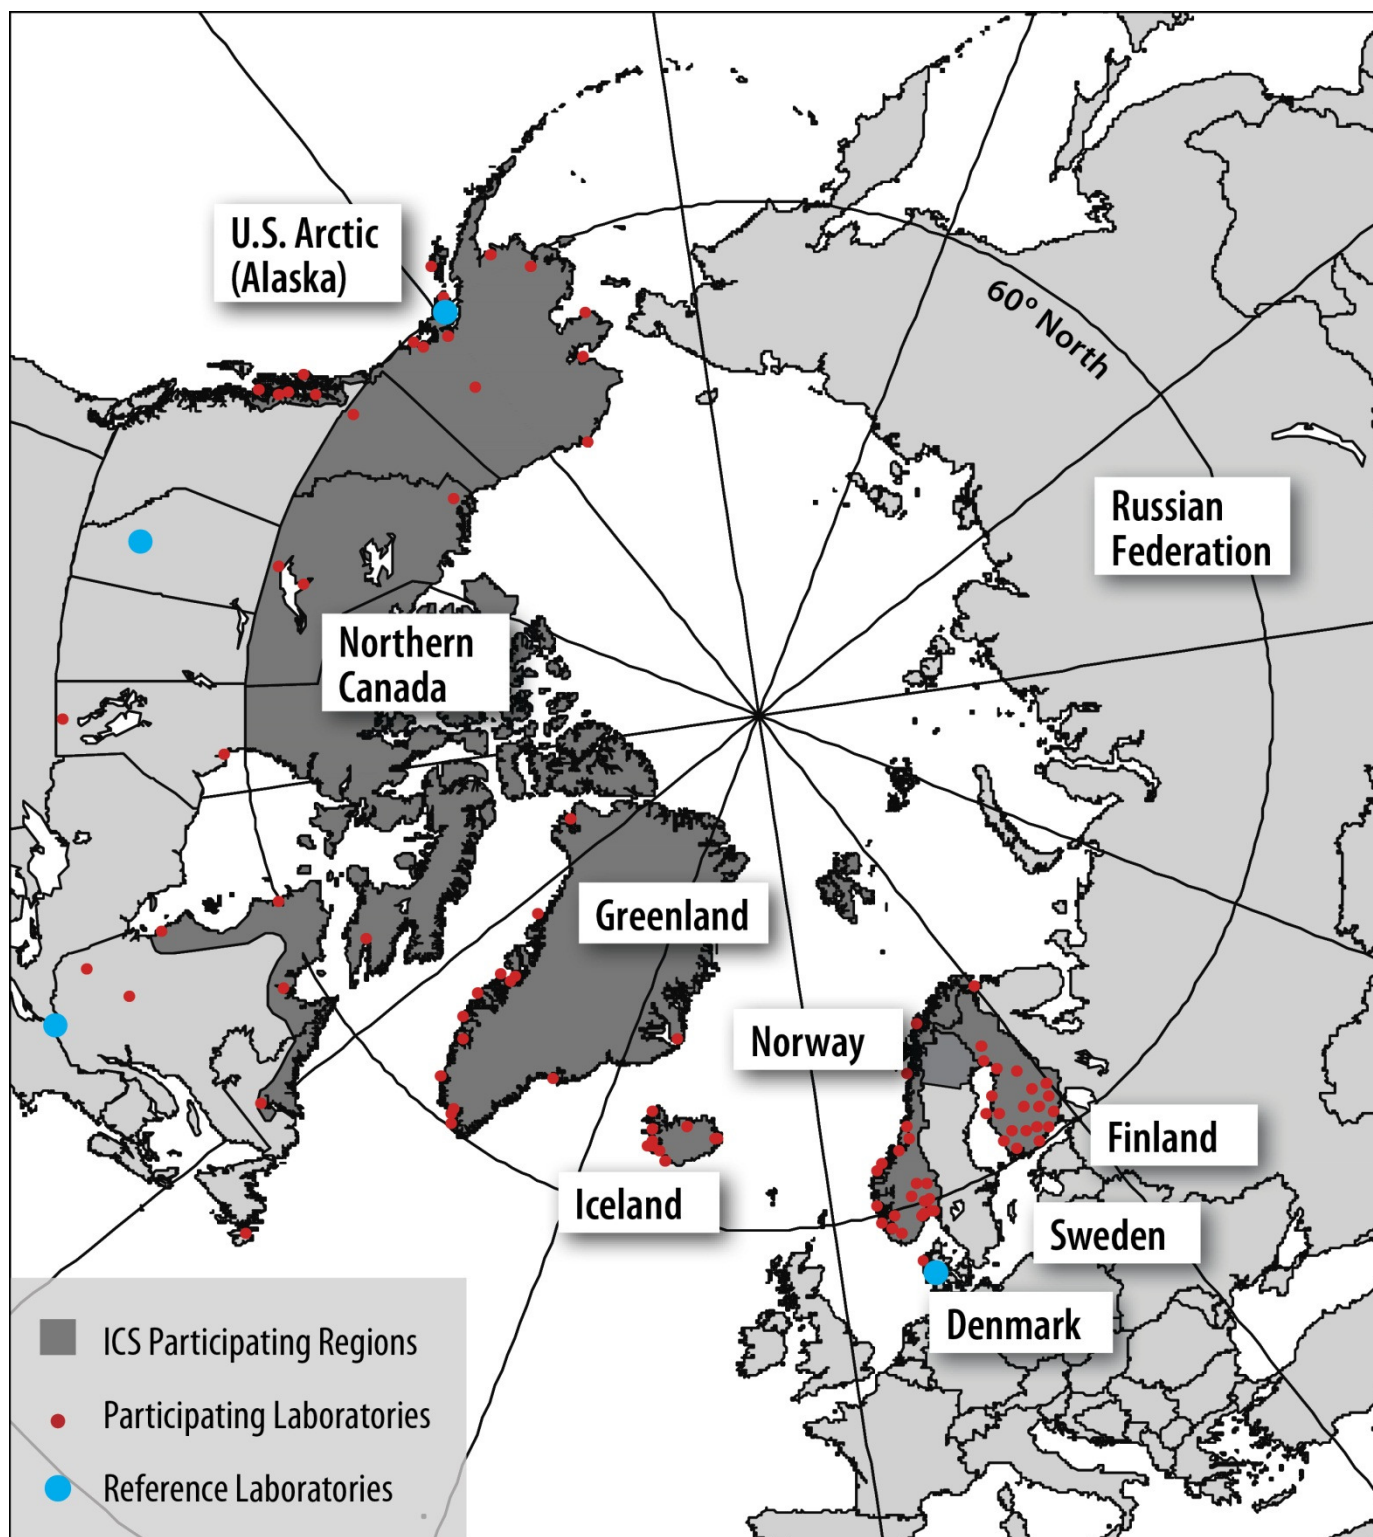 U.S. Arctic
(Alaska)
60° North
Russian
Federation
Northern
Canada
Greenland
Norway
Finland
Iceland
Sweden
Denmark
ICS Participating Regions
Participating Laboratories
Reference Laboratories